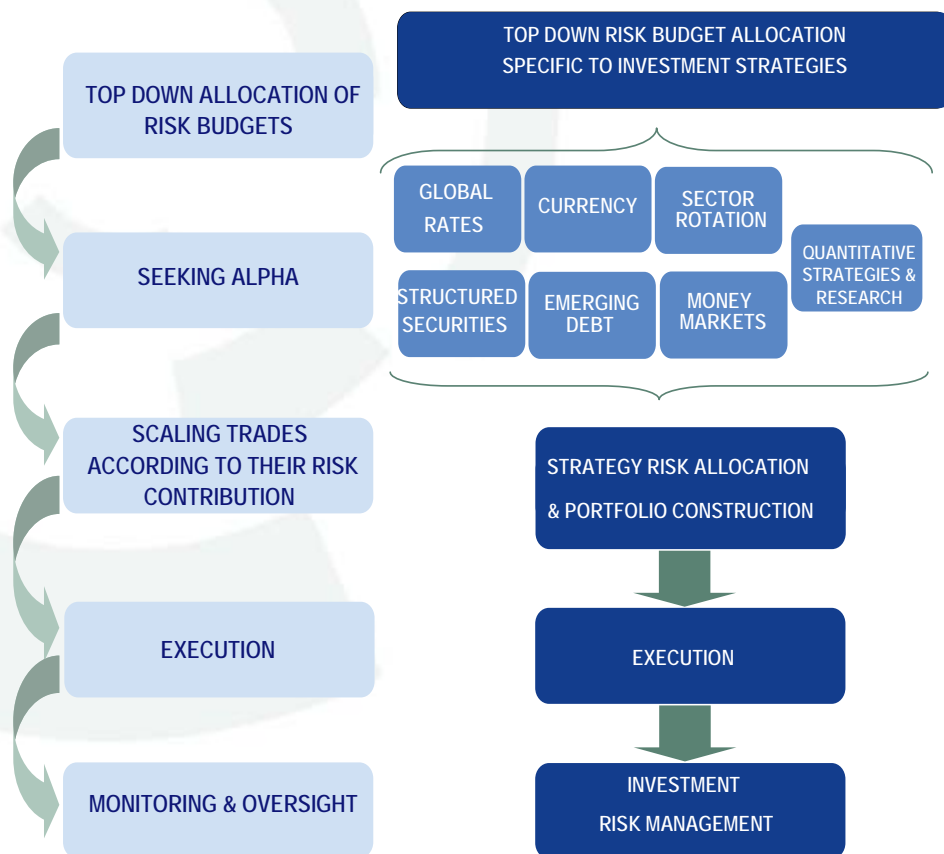 TOP DOWN ALLOCATION OF
RISK BUDGETS
SEEKING ALPHA
SCALING TRADES
ACCORDING TO THEIR RISK
CONTRIBUTION
EXECUTION
MONITORING & OVERSIGHT
TOP DOWN RISK BUDGET ALLOCATION
SPECIFIC TO INVESTMENT STRATEGIES
GLOBAL
RATES
CURRENCY
SECTOR
ROTATION
QUANTITATIVE
STRATEGIES &
RESEARCH
STRUCTURED
SECURITIES
EMERGING
DEBT
MONEY
MARKETS
STRATEGY RISK ALLOCATION
& PORTFOLIO CONSTRUCTION
EXECUTION
INVESTMENT
RISK MANAGEMENT